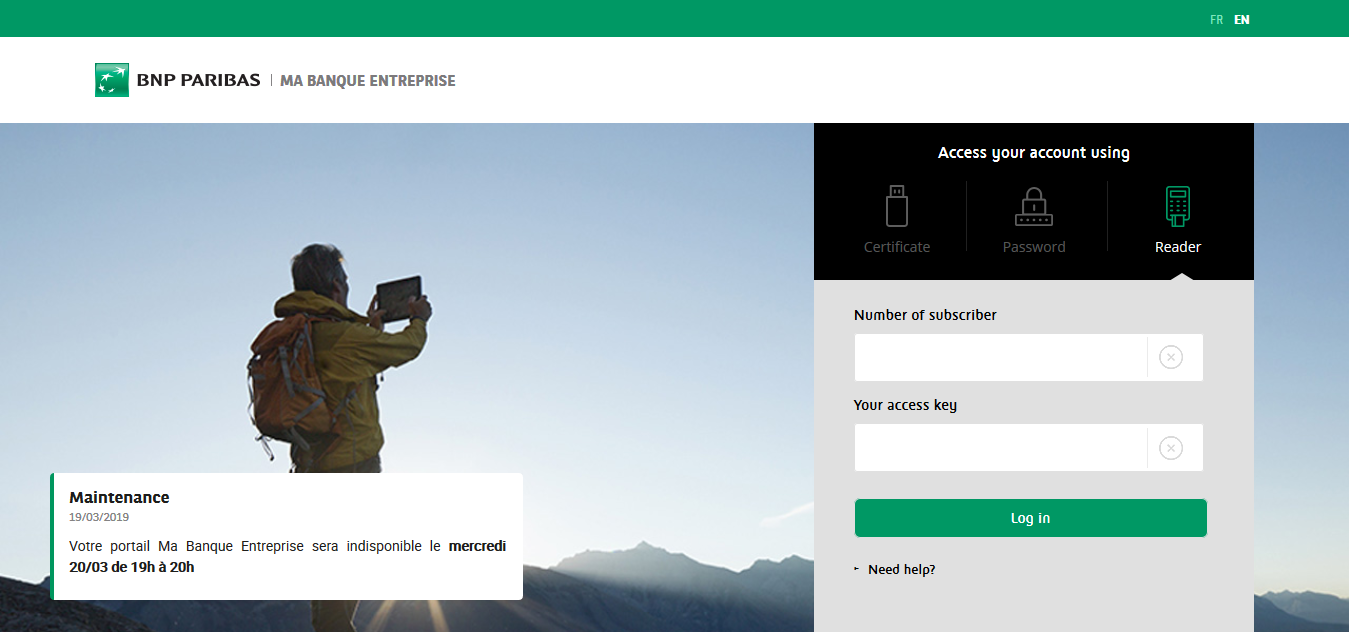 FR EN
BNP PARIBAS | MA BANQUE ENTREPRISE
Access your account using
Certificate
Password
Reader
Number of subscriber
Your access key
Log in
Need help?
Maintenance
19/03/2019
Votre portail Ma Banque Entreprise sera indisponible le mercredi
20/03 de 19h à 20h